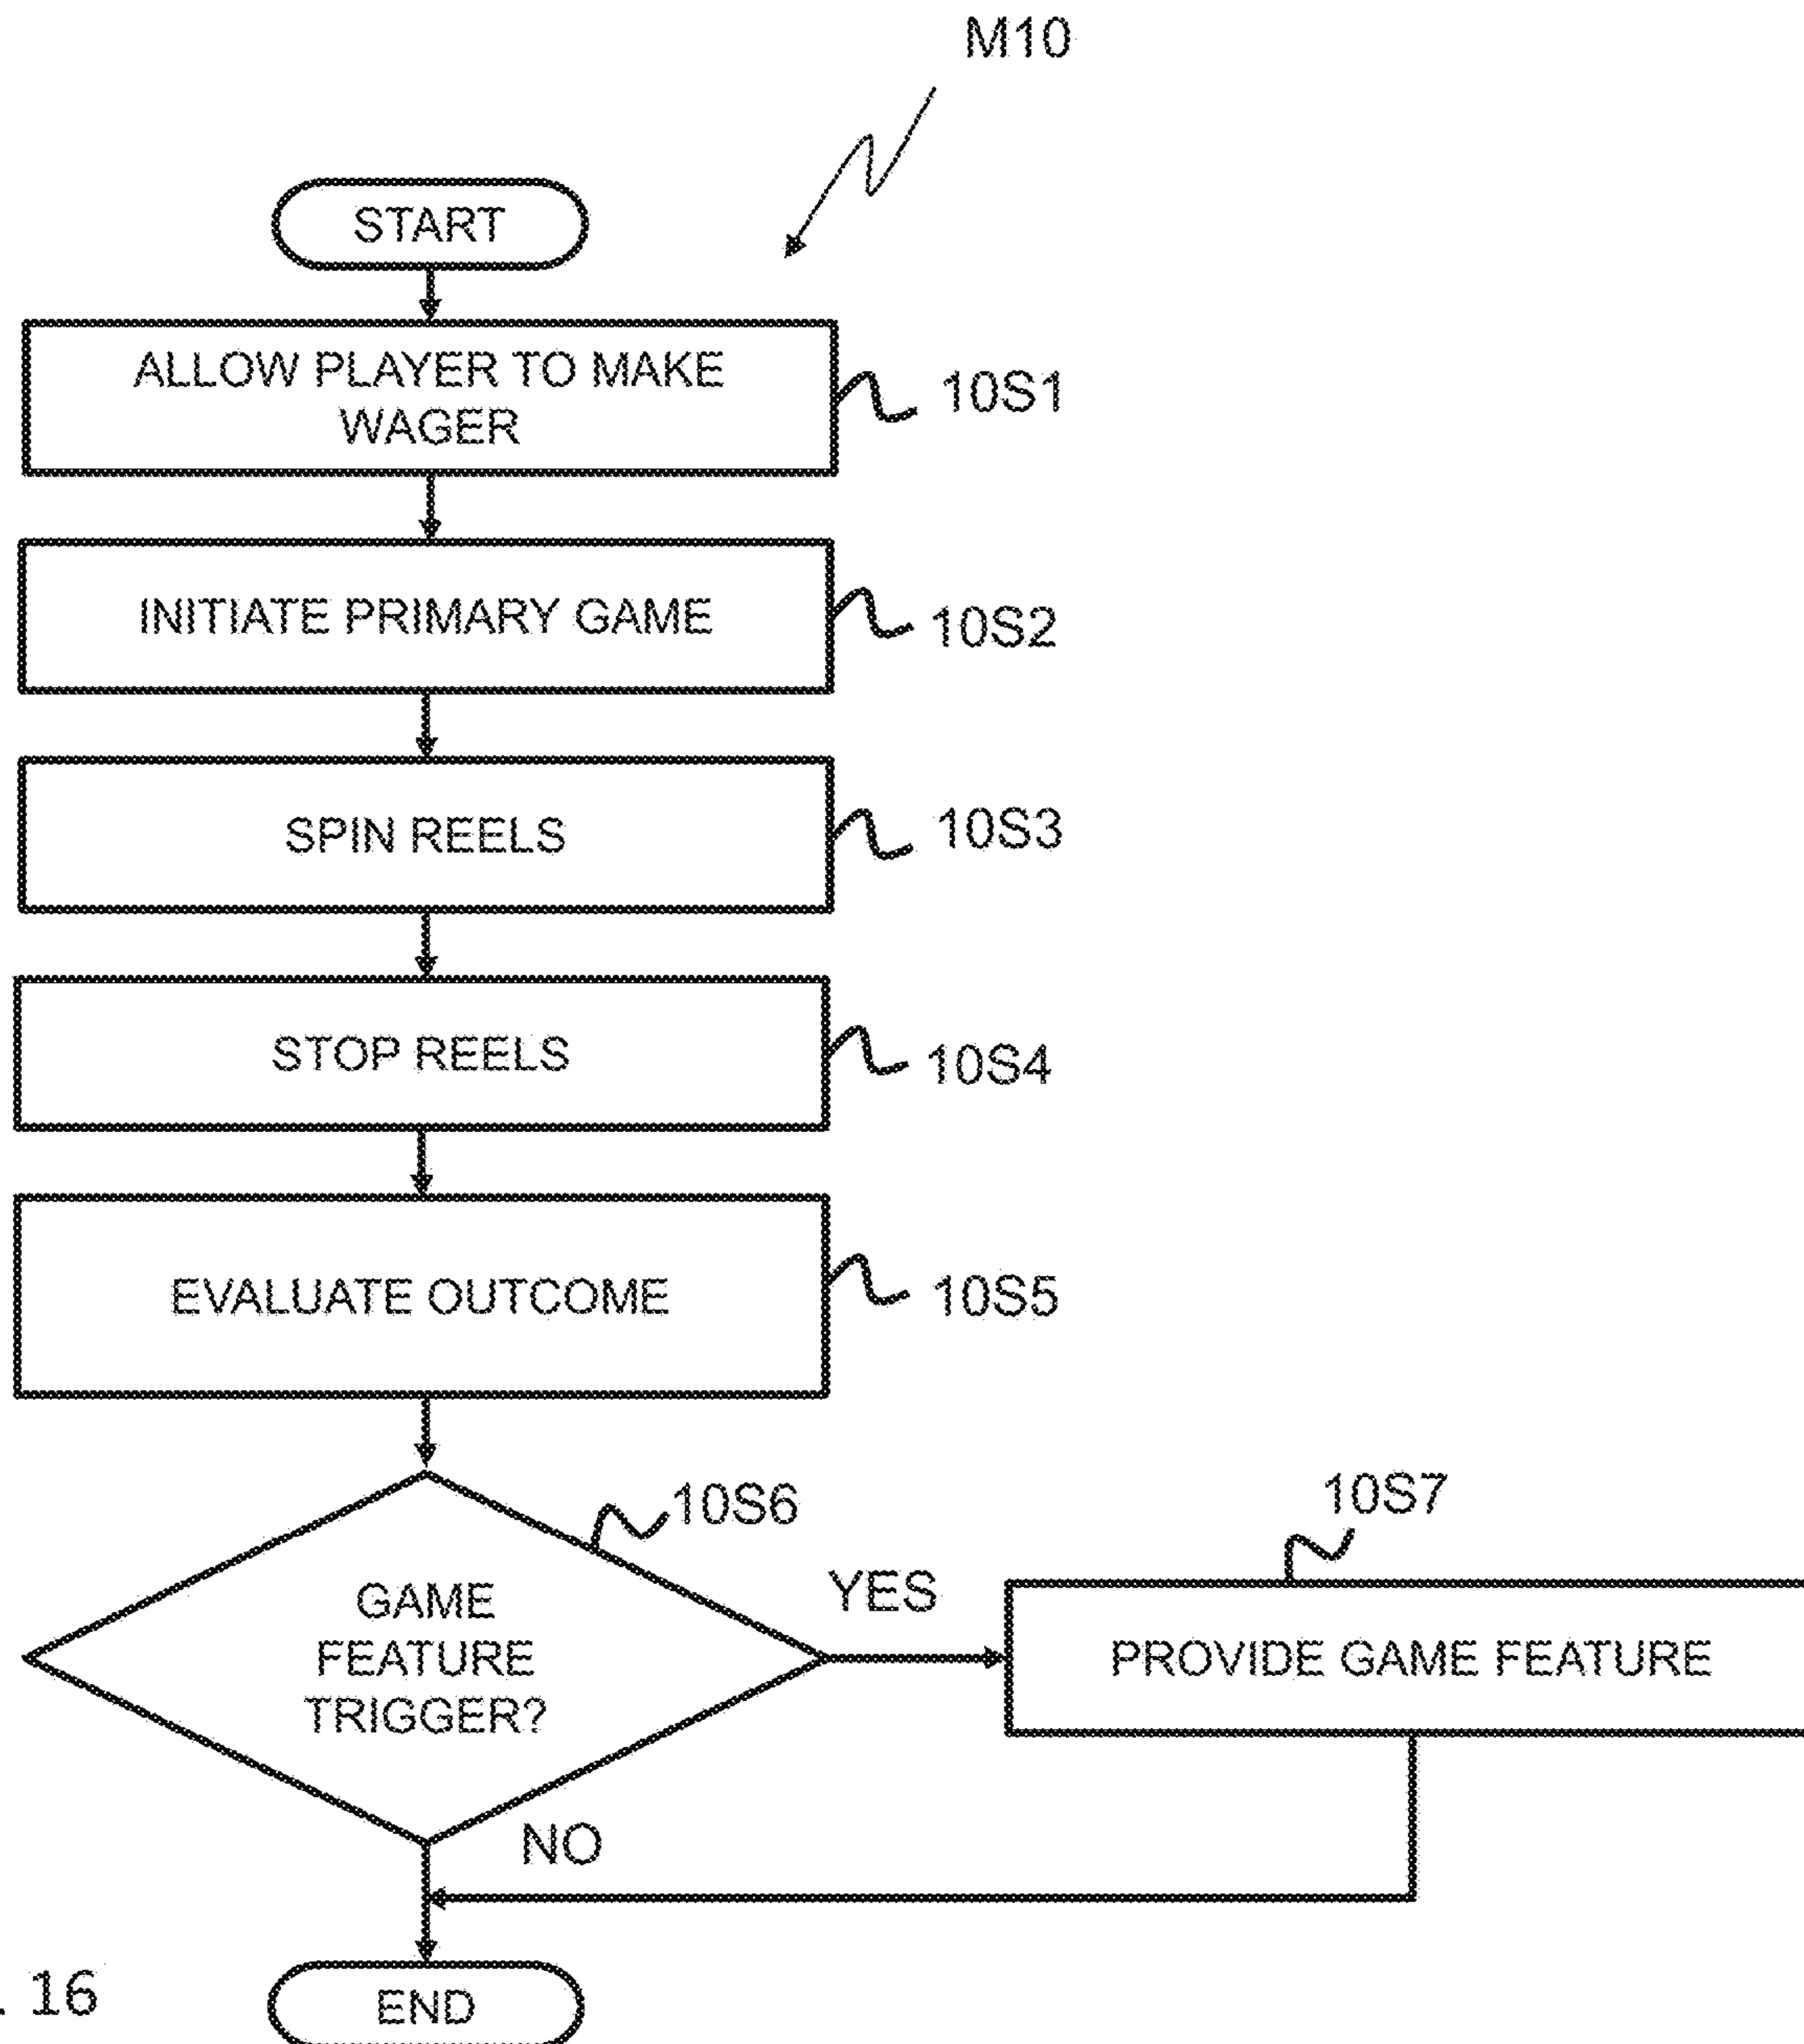 M10
START
ALLOW PLAYER TO MAKE
WAGER
10S1
INITIATE PRIMARY GAME
10S2
SPIN REELS
10S3
STOP REELS
10S4
EVALUATE OUTCOME
10S5
10S6
10S7
GAME
FEATURE
TRIGGER?
YES
PROVIDE GAME FEATURE
NO
. 16
END